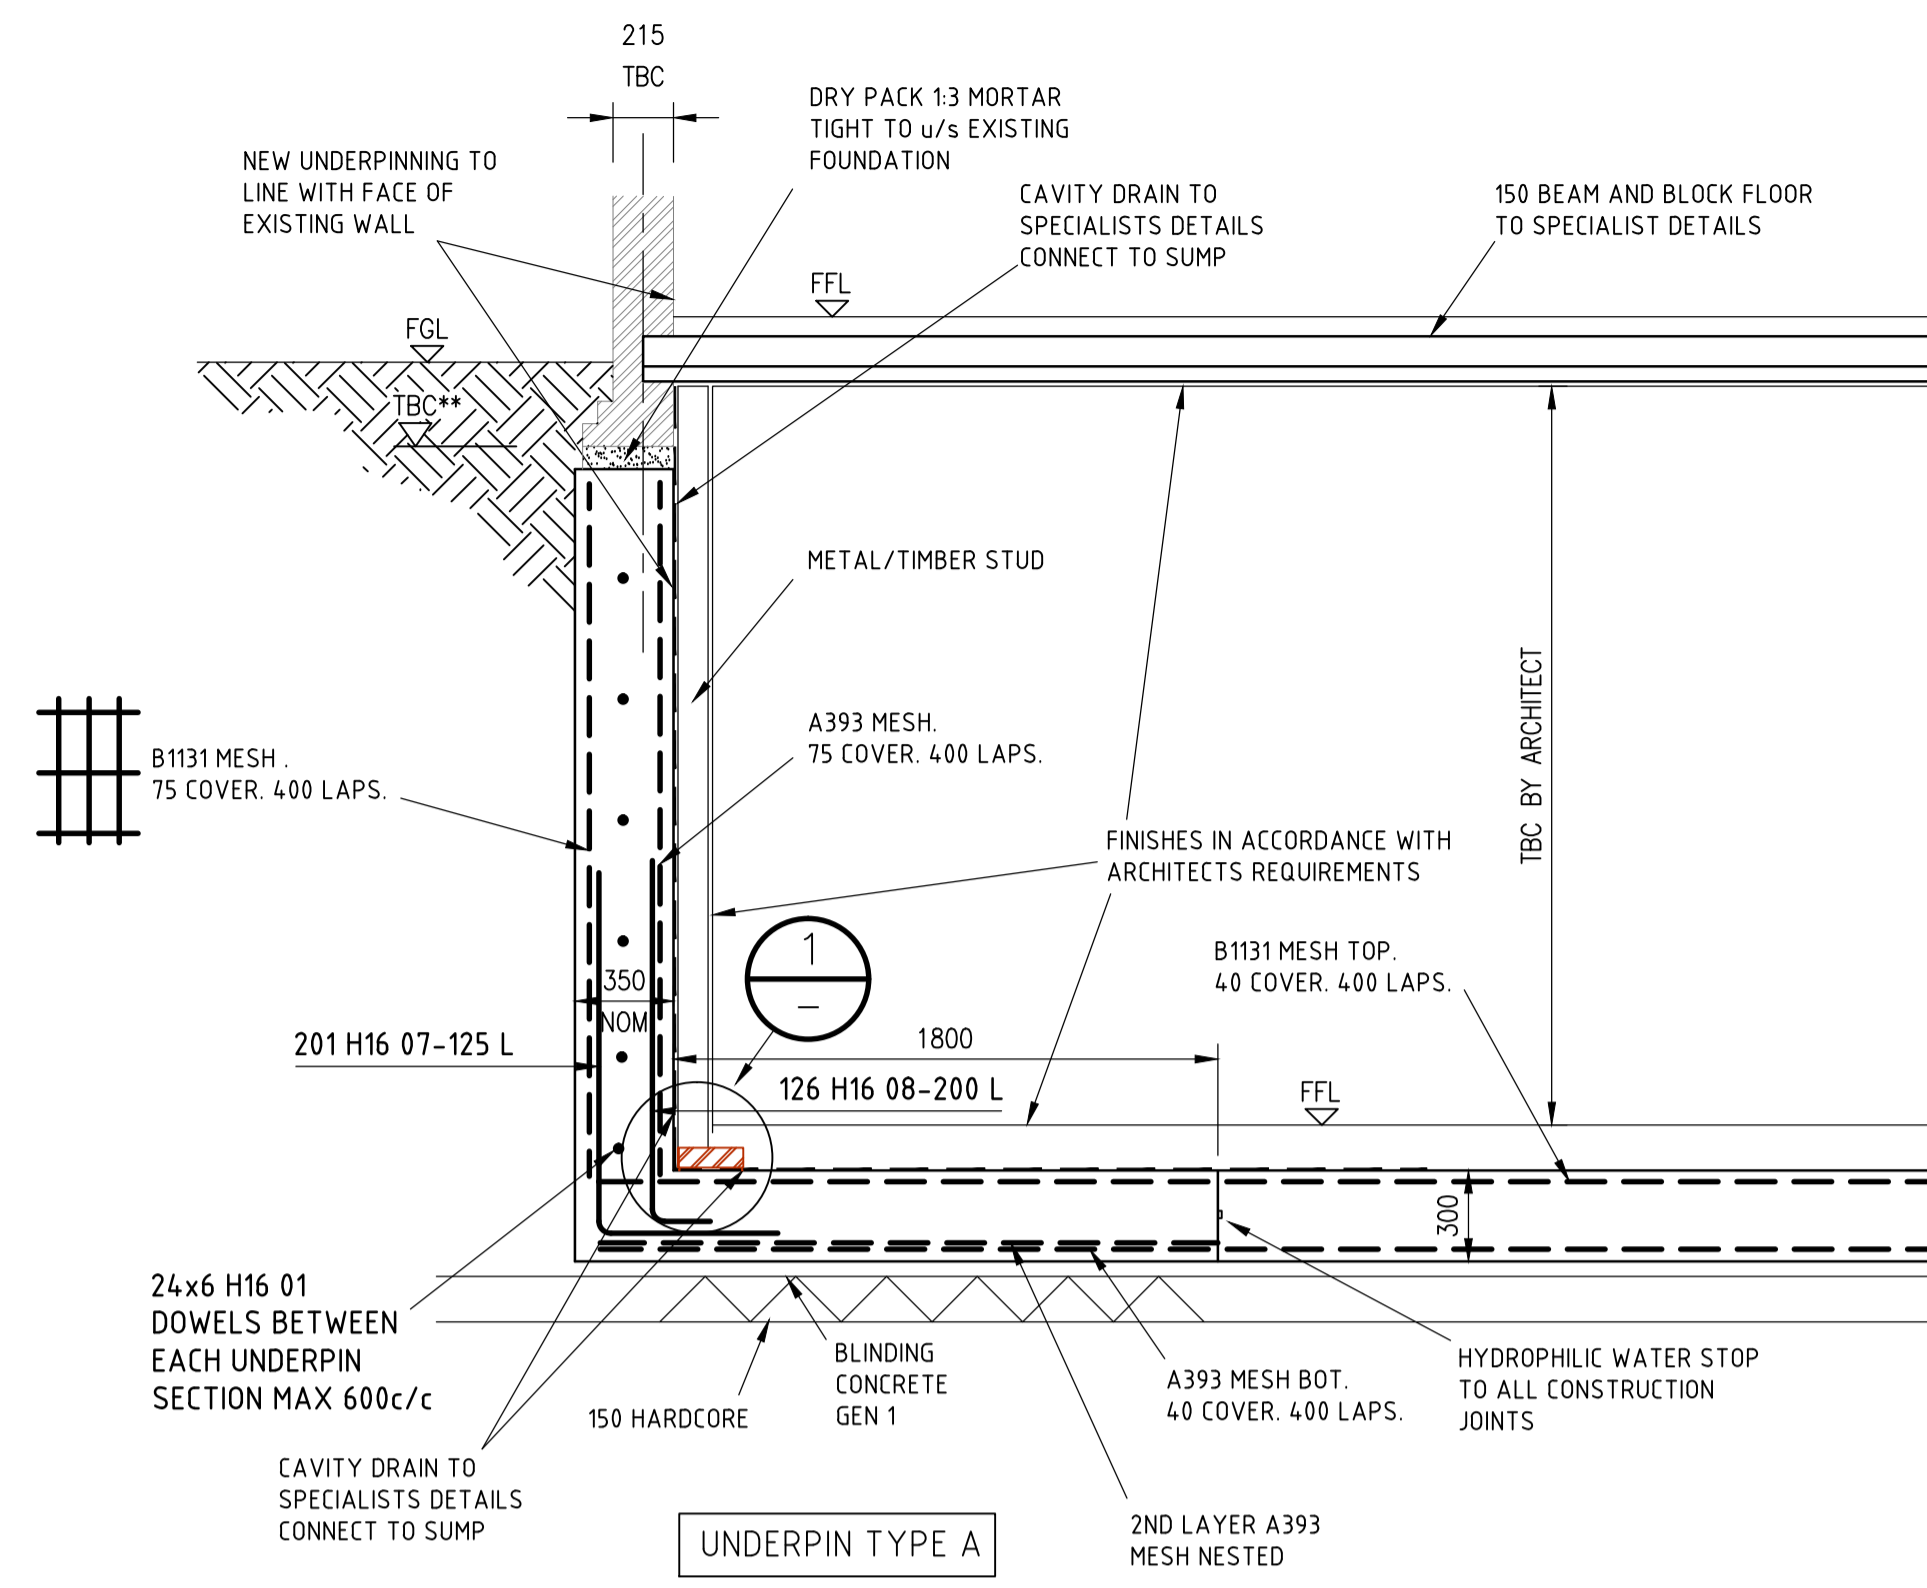 215
TBC
DRY PACK 1:3 MORTAR
TIGHT TO u/s EXISTING
FOUNDATION
NEW UNDERPINNING TO
LINE WITH FACE OF
EXISTING WALL
CAVITY DRAIN TO
SPECIALISTS DETAILS
CONNECT TO SUMP
150 BEAM AND BLOCK FLOOR
TO SPECIALIST DETAILS
FFL
FGL
TBC**
METAL/TIMBER STUD
A393 MESH.
75 COVER. 400 LAPS.
B1131 MESH .
75 COVER. 400 LAPS.
TBC BY ARCHITECT
FINISHES IN ACCORDANCE WITH
ARCHITECTS REQUIREMENTS
1
–
B1131 MESH TOP.
40 COVER. 400 LAPS.
350
NOM
201 H16 07-125 L
1800
126 H16 08-200 L
FFL
300
24x6 H16 01
DOWELS BETWEEN
EACH UNDERPIN
SECTION MAX 600c/c
BLINDING
CONCRETE
GEN 1
150 HARDCORE
A393 MESH BOT.
40 COVER. 400 LAPS.
HYDROPHILIC WATER STOP
TO ALL CONSTRUCTION
JOINTS
CAVITY DRAIN TO
SPECIALISTS DETAILS
CONNECT TO SUMP
UNDERPIN TYPE A
2ND LAYER A393
MESH NESTED